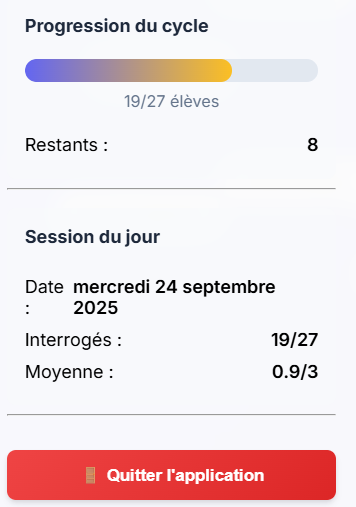 Progression du cycle
19/27 élèves
Restants : 8
Session du jour
Date : mercredi 24 septembre 2025
Interrogés : 19/27
Moyenne : 0.9/3
Quitter l'application